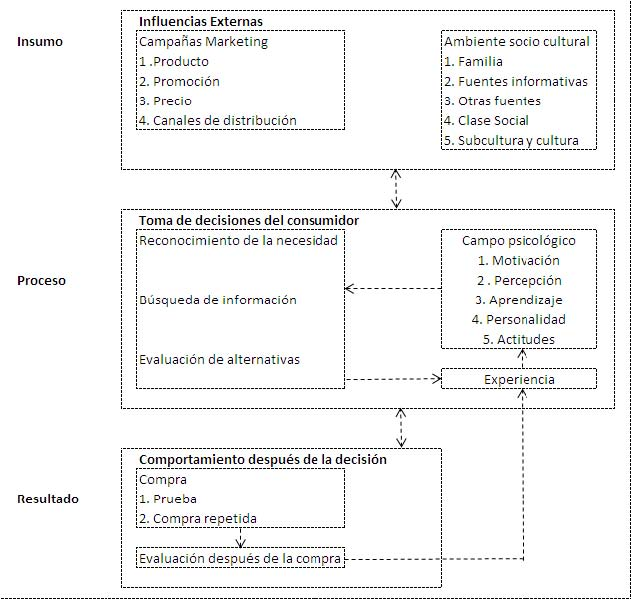 Influencias Externas
Insumo
Campañas Marketing
1 .Producto
2. Promoción
3. Precio
4. Canales de distribución
Ambiente socio cultural
1. Familia
2. Fuentes informativas
3. Otras fuentes
4. Clase Social
5. Subcultura y cultura
Toma de decisiones del consumidor
Proceso
Reconocimiento de la necesidad
Búsqueda de información
Evaluación de alternativas
Campo psicológico
1. Motivación
2 . Percepción
3. Aprendizaje
4. Personalidad
5. Actitudes
Experiencia
Comportamiento después de la decisión
Resultado
Compra
1. Prueba
2. Compra repetida
Evaluación después de la compra